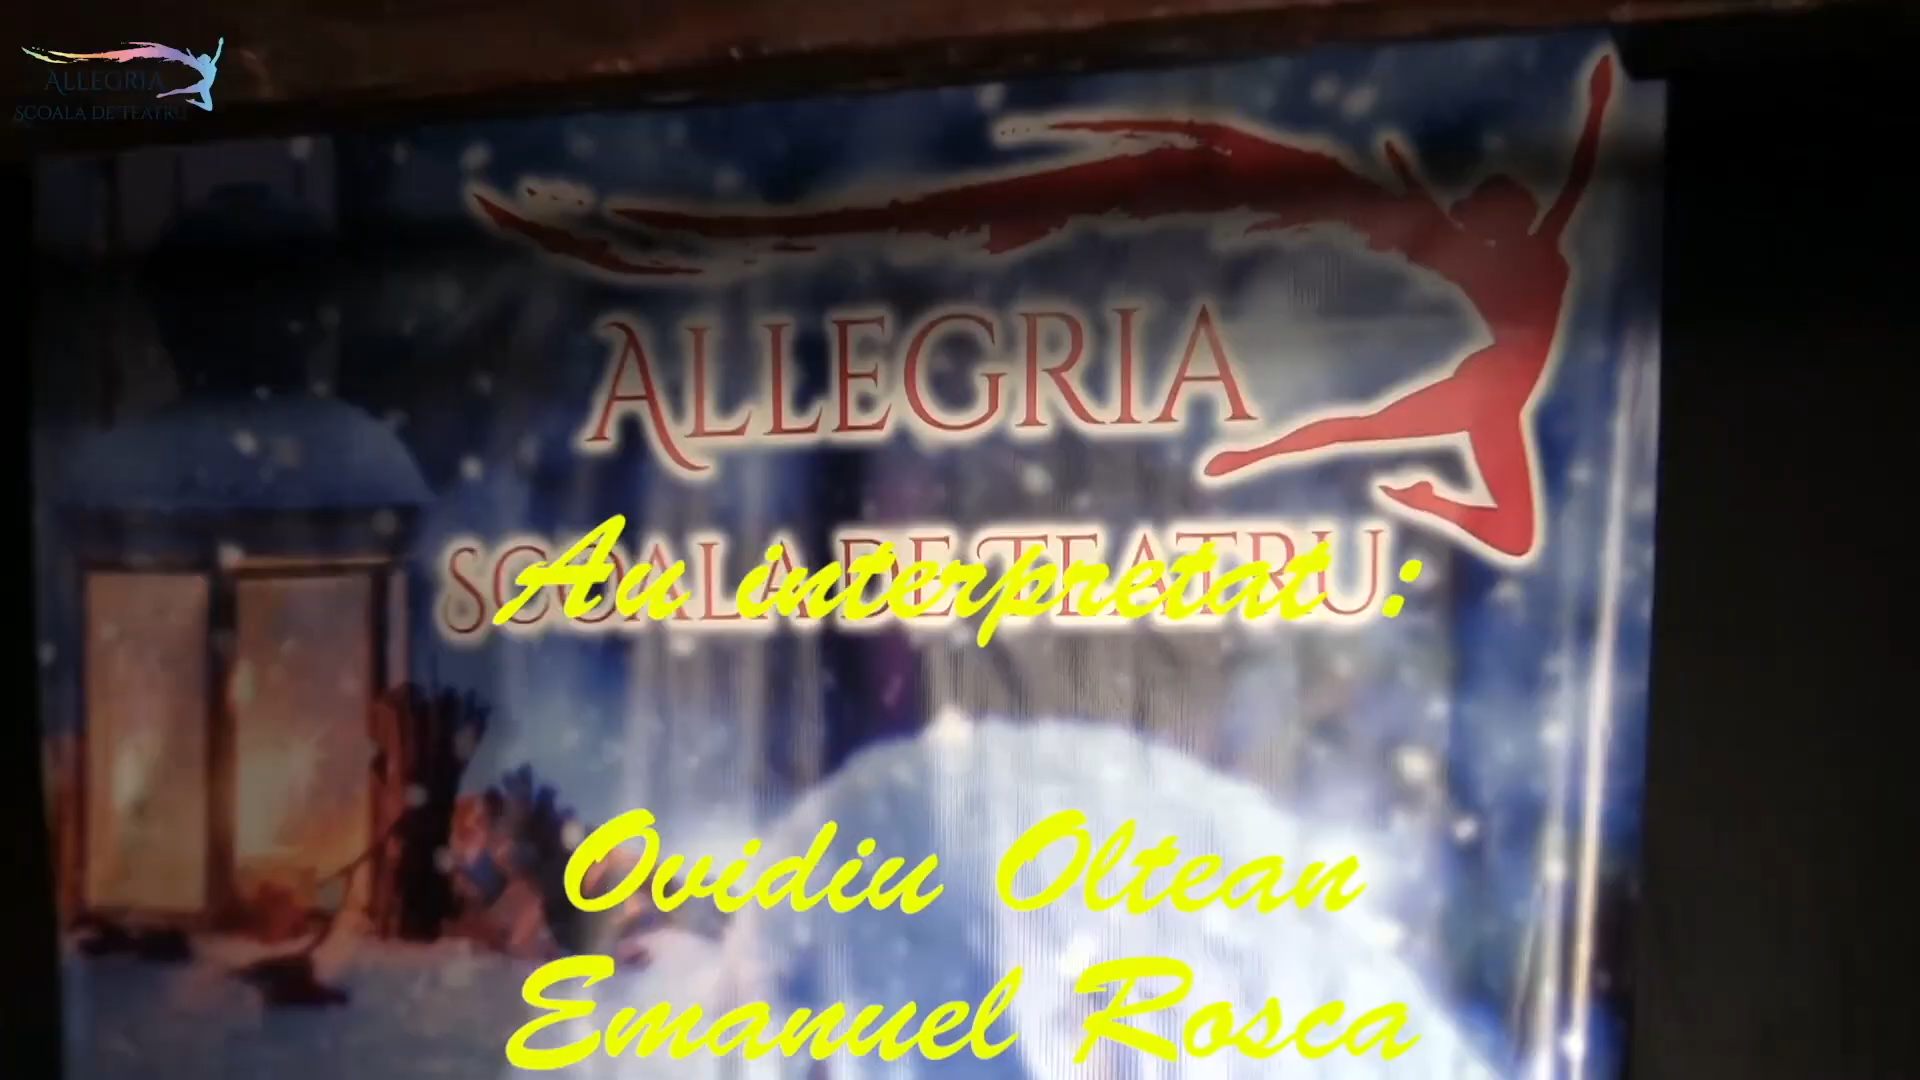 ALLEGRIA
SCOALA DE TEATRU
ALLEGRIA
SCOALA DE TEATRU
Au interpretat :
Ovidiu Oltean
Emanuel Rosca